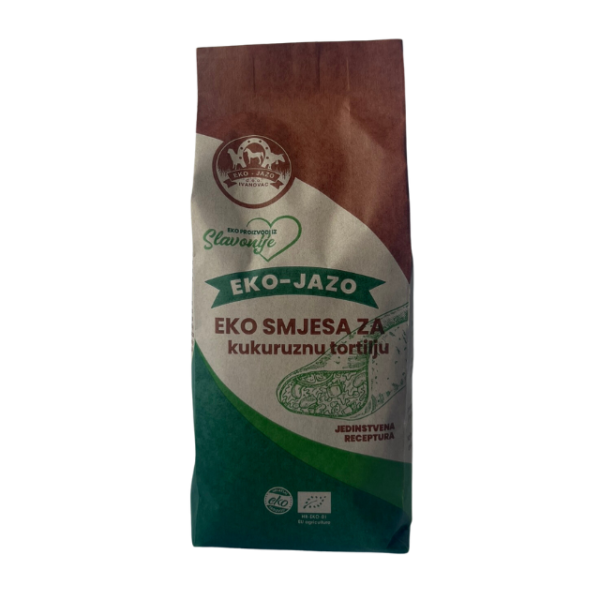 EKO - JAZO
EKO PROIZVODI IZ
Slavonije
EKO-JAZO
EKO SMJESA ZA
kukuruznu tortilju
JEDINSTVENA
RECEPTURA
eko